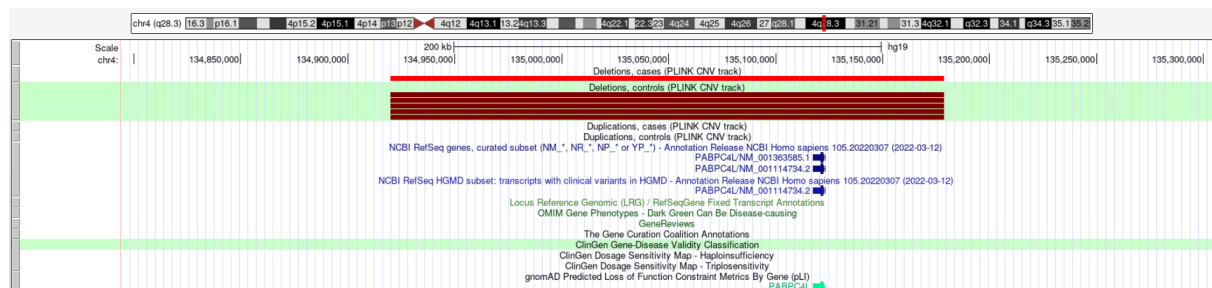 chr4 (q28.3) 16.3 p16.1 4p15.2 4p15.1 4p14 p13 p12 4q12 4q13.1 13.2 4q13.3 4q22.1 22.3 23 4q24 4q25 4q26 27 q28.1 4q28.3 31.21 31.3 4q32.1 q32.3 34.1 q34.3 35.1 35.2
Scale 200 kb hg19
chr4: 134,850,000 134,900,000 134,950,000 135,000,000 135,050,000 135,100,000 135,150,000 135,200,000 135,250,000 135,300,000
Deletions, cases (PLINK CNV track)
Deletions, controls (PLINK CNV track)
Duplications, cases (PLINK CNV track)
Duplications, controls (PLINK CNV track)
NCBI RefSeq genes, curated subset (NM_*, NR_*, NP_* or YP_*) - Annotation Release NCBI Homo sapiens 105.20220307 (2022-03-12)
PABPC4L/NM_001363585.1
PABPC4L/NM_001114734.2
NCBI RefSeq HGMD subset: transcripts with clinical variants in HGMD - Annotation Release NCBI Homo sapiens 105.20220307 (2022-03-12)
PABPC4L/NM_001114734.2
Locus Reference Genomic (LRG) / RefSeqGene Fixed Transcript Annotations
OMIM Gene Phenotypes - Dark Green Can Be Disease-causing
GeneReviews
The Gene Curation Coalition Annotations
ClinGen Gene-Disease Validity Classification
ClinGen Dosage Sensitivity Map - Haploinsufficiency
ClinGen Dosage Sensitivity Map - Triplosensitivity
gnomAD Predicted Loss of Function Constraint Metrics By Gene (pLI)
PABPC4L